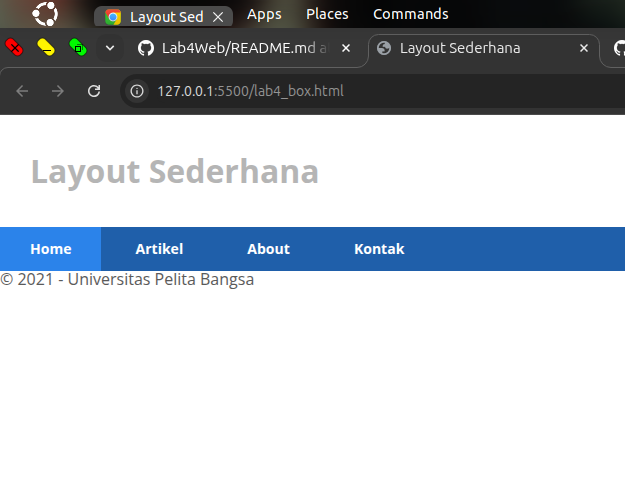 Layout Sed
Apps
Places
Commands
Lab4Web/README.md a
Layout Sederhana
127.0.0.1:5500/lab4_box.html
Layout Sederhana
Home
Artikel
About
Kontak
© 2021 - Universitas Pelita Bangsa